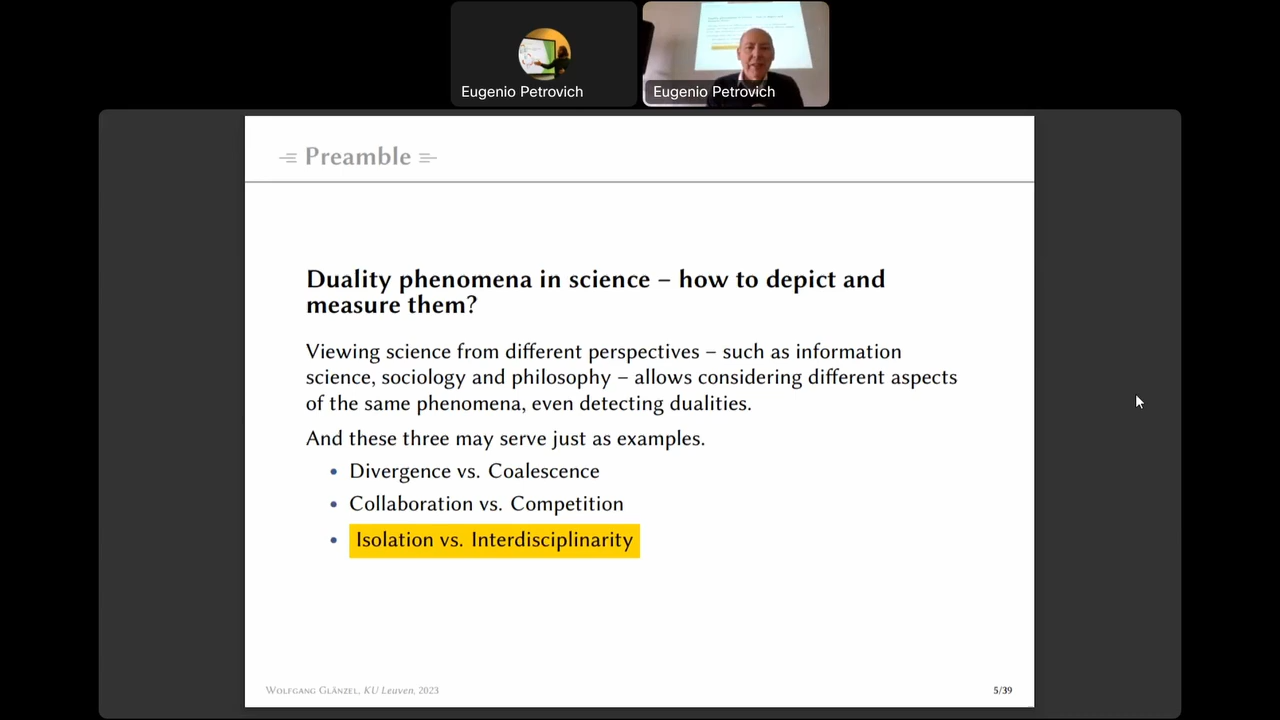 Eugenio Petrovich
Eugenio Petrovich
Preamble
Duality phenomena in science – how to depict and
measure them?
Viewing science from different perspectives – such as information
science, sociology and philosophy – allows considering different aspects
of the same phenomena, even detecting dualities.
And these three may serve just as examples.
• Divergence vs. Coalescence
• Collaboration vs. Competition
• Isolation vs. Interdisciplinarity
Wolfgang Glänzel, KU Leuven, 2023
5/39